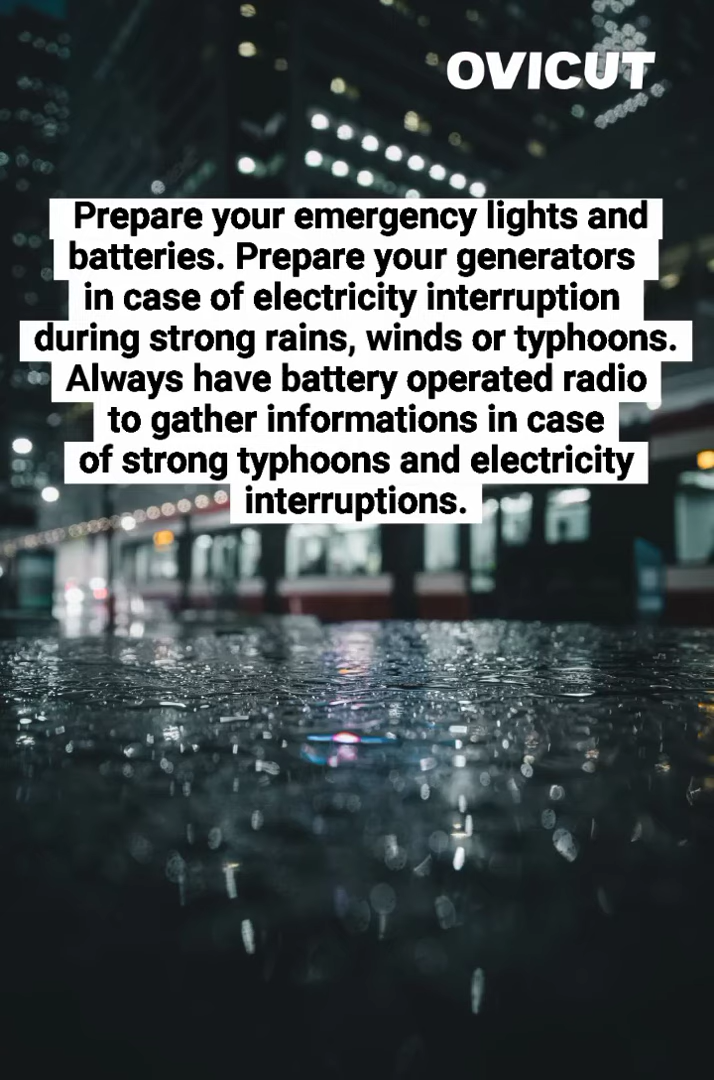 OVICUT
Prepare your emergency lights and
batteries. Prepare your generators
in case of electricity interruption
during strong rains, winds or typhoons.
Always have battery operated radio
to gather informations in case
of strong typhoons and electricity
interruptions.